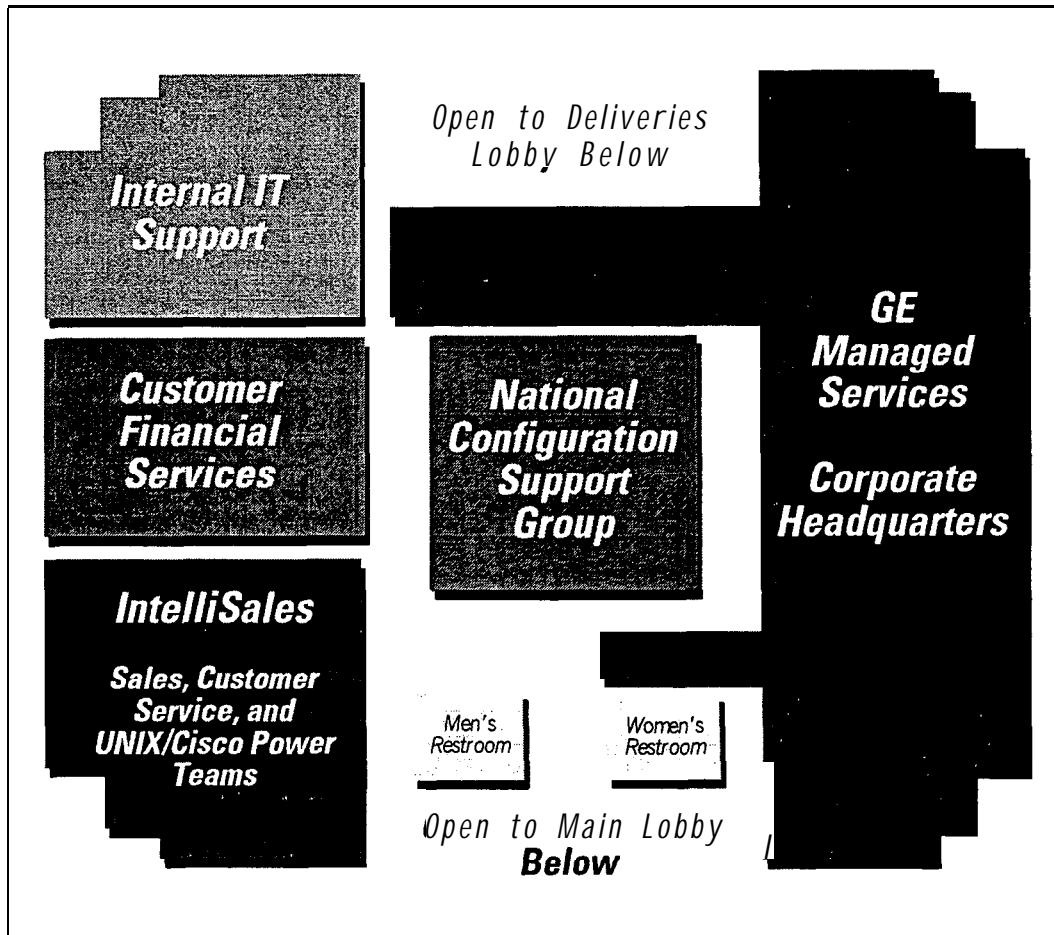 Open to Deliveries
Lobby Below
Internal IT
Support
GE
Managed
Services
Corporate
Headquarters
Customer
Financial
Services
National
Configuration
Support
Group
IntelliSales
Sales, Customer
Service, and
UNIX/Cisco Power
Teams
Men's
Restroom
Women's
Restroom
Open to Main Lobby
Below